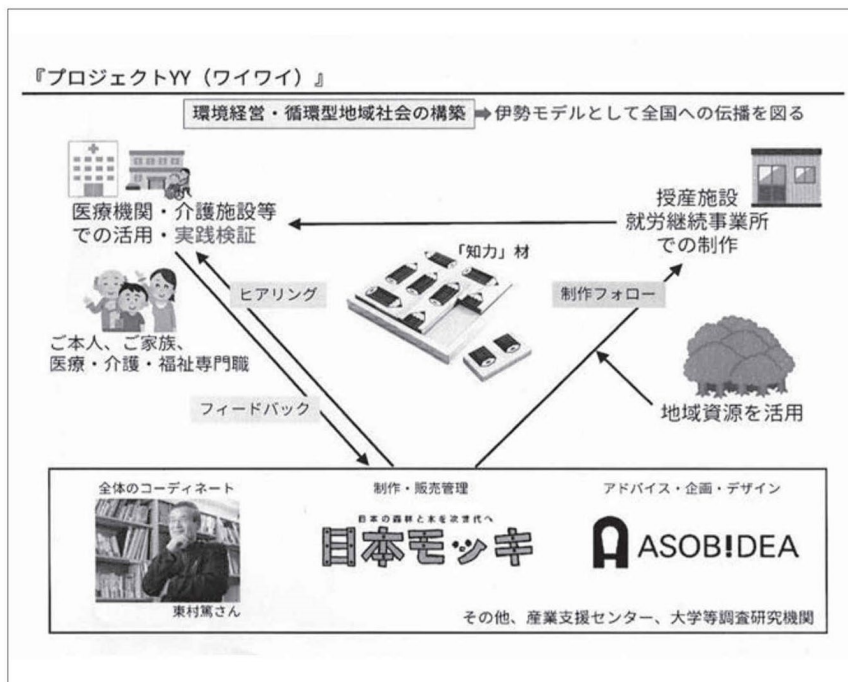 『プロジェクトYY（ワイワイ）』
環境経営・循環型地域社会の構築➡伊勢モデルとして全国への伝播を図る
医療機関・介護施設等
での活用・実践検証
授産施設
就労継続事業所
での制作
「知力」材
ヒアリング
制作フォロー
ご本人、ご家族、
医療・介護・福祉専門職
地域資源を活用
フィードバック
全体のコーディネート
制作・販売管理
アドバイス・企画・デザイン
日本の森林と木を次世代へ
日本モッキ
ASOB!DEA
東村篤さん
その他、産業支援センター、大学等調査研究機関